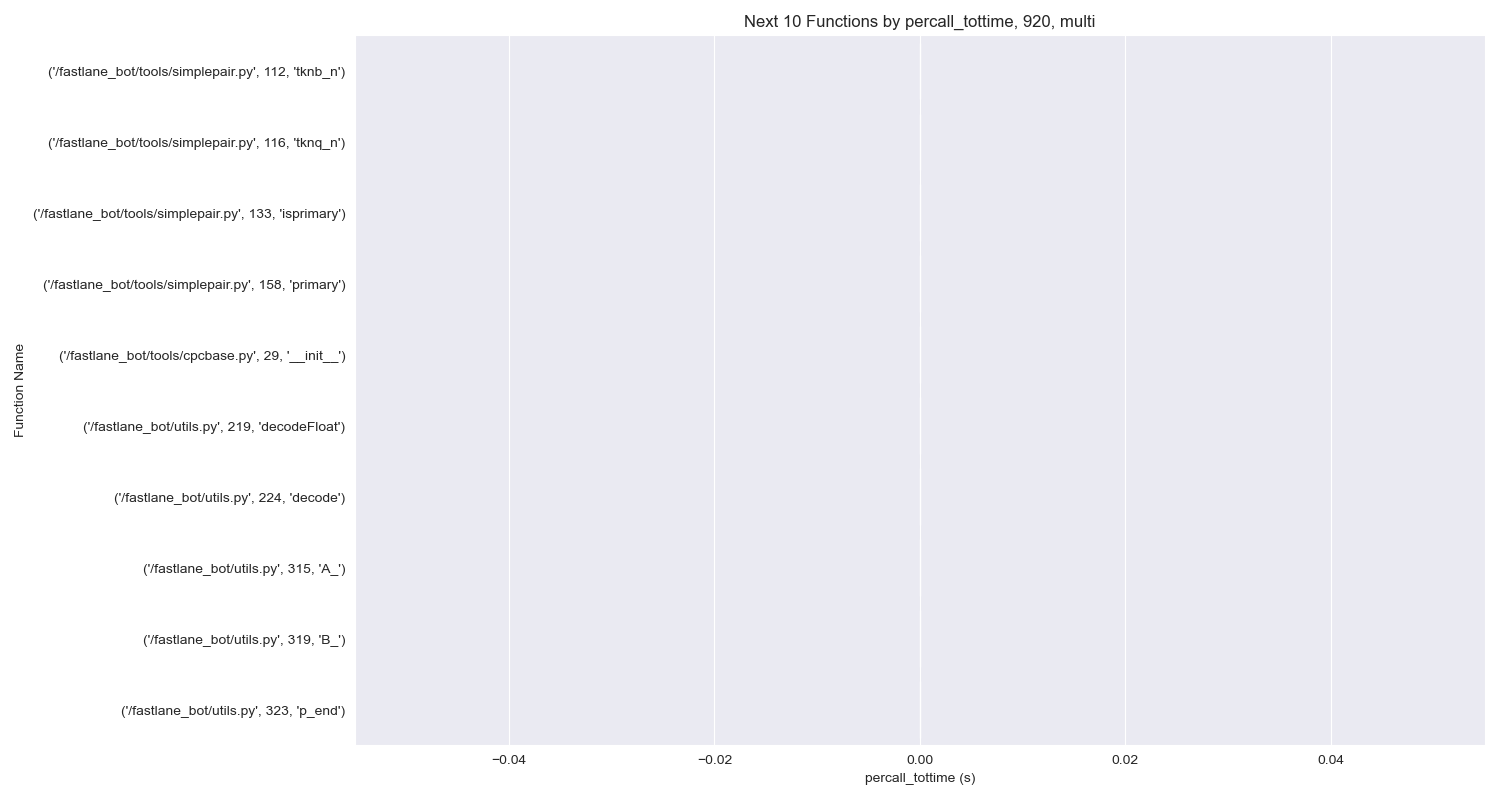 Next 10 Functions by percall_tottime, 920, multi
('/fastlane_bot/tools/simplepair.py', 112, 'tknb_n')
('/fastlane_bot/tools/simplepair.py', 116, 'tknq_n')
('/fastlane_bot/tools/simplepair.py', 133, 'isprimary')
('/fastlane_bot/tools/simplepair.py', 158, 'primary')
('/fastlane_bot/tools/cpcbase.py', 29, '__init__')
('/fastlane_bot/utils.py', 219, 'decodeFloat')
('/fastlane_bot/utils.py', 224, 'decode')
('/fastlane_bot/utils.py', 315, 'A_')
('/fastlane_bot/utils.py', 319, 'B_')
('/fastlane_bot/utils.py', 323, 'p_end')
Function Name
−0.04 −0.02 0.00 0.02 0.04
percall_tottime (s)